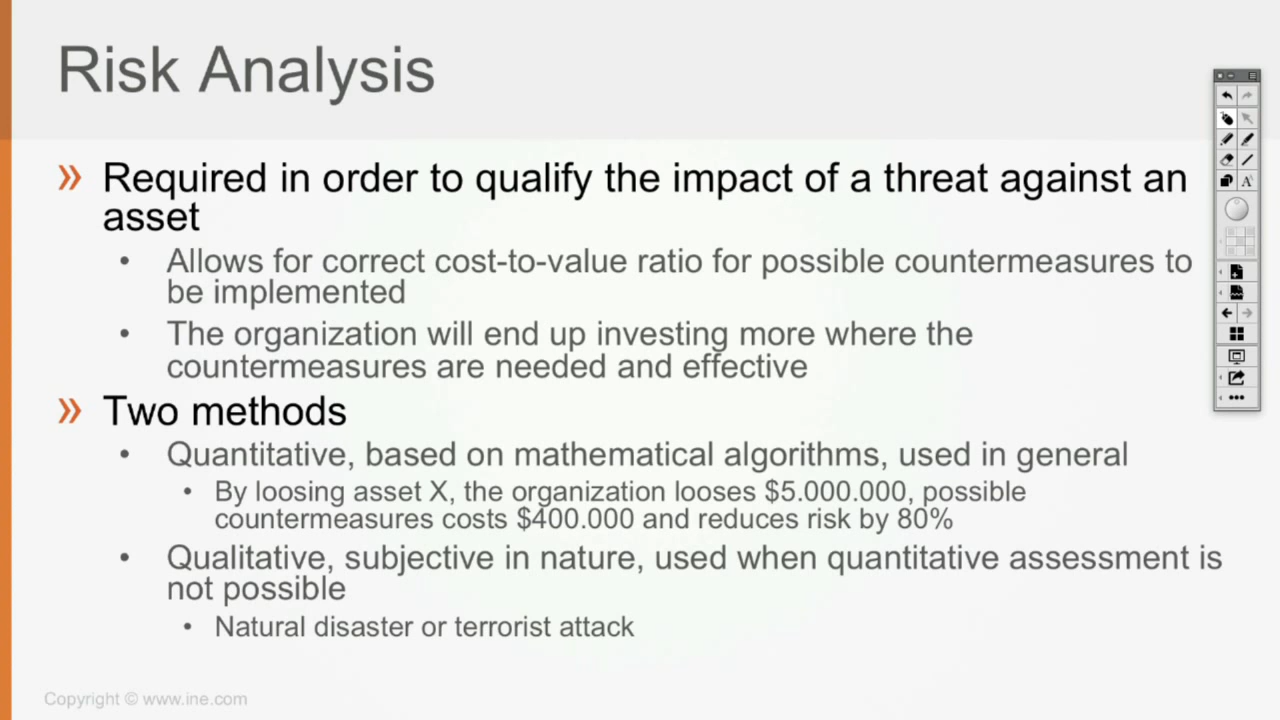 Risk Analysis
» Required in order to qualify the impact of a threat against an
asset
• Allows for correct cost-to-value ratio for possible countermeasures to
be implemented
• The organization will end up investing more where the
countermeasures are needed and effective
» Two methods
• Quantitative, based on mathematical algorithms, used in general
• By loosing asset X, the organization looses $5.000.000, possible
countermeasures costs $400.000 and reduces risk by 80%
• Qualitative, subjective in nature, used when quantitative assessment is
not possible
• Natural disaster or terrorist attack
Copyright © www.ine.com